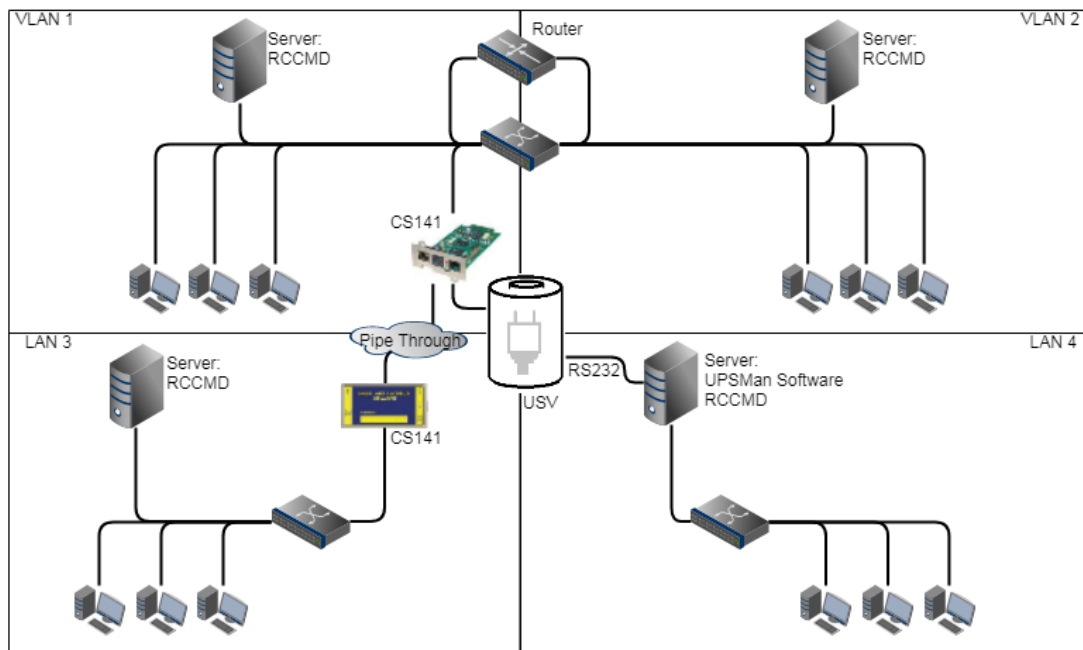 VLAN 1
VLAN 2
Server:
RCCMD
Router
Server:
RCCMD
CS141
Pipe Through
USV
RS232
LAN 3
LAN 4
Server:
RCCMD
CS141
Server:
UPSMan Software
RCCMD